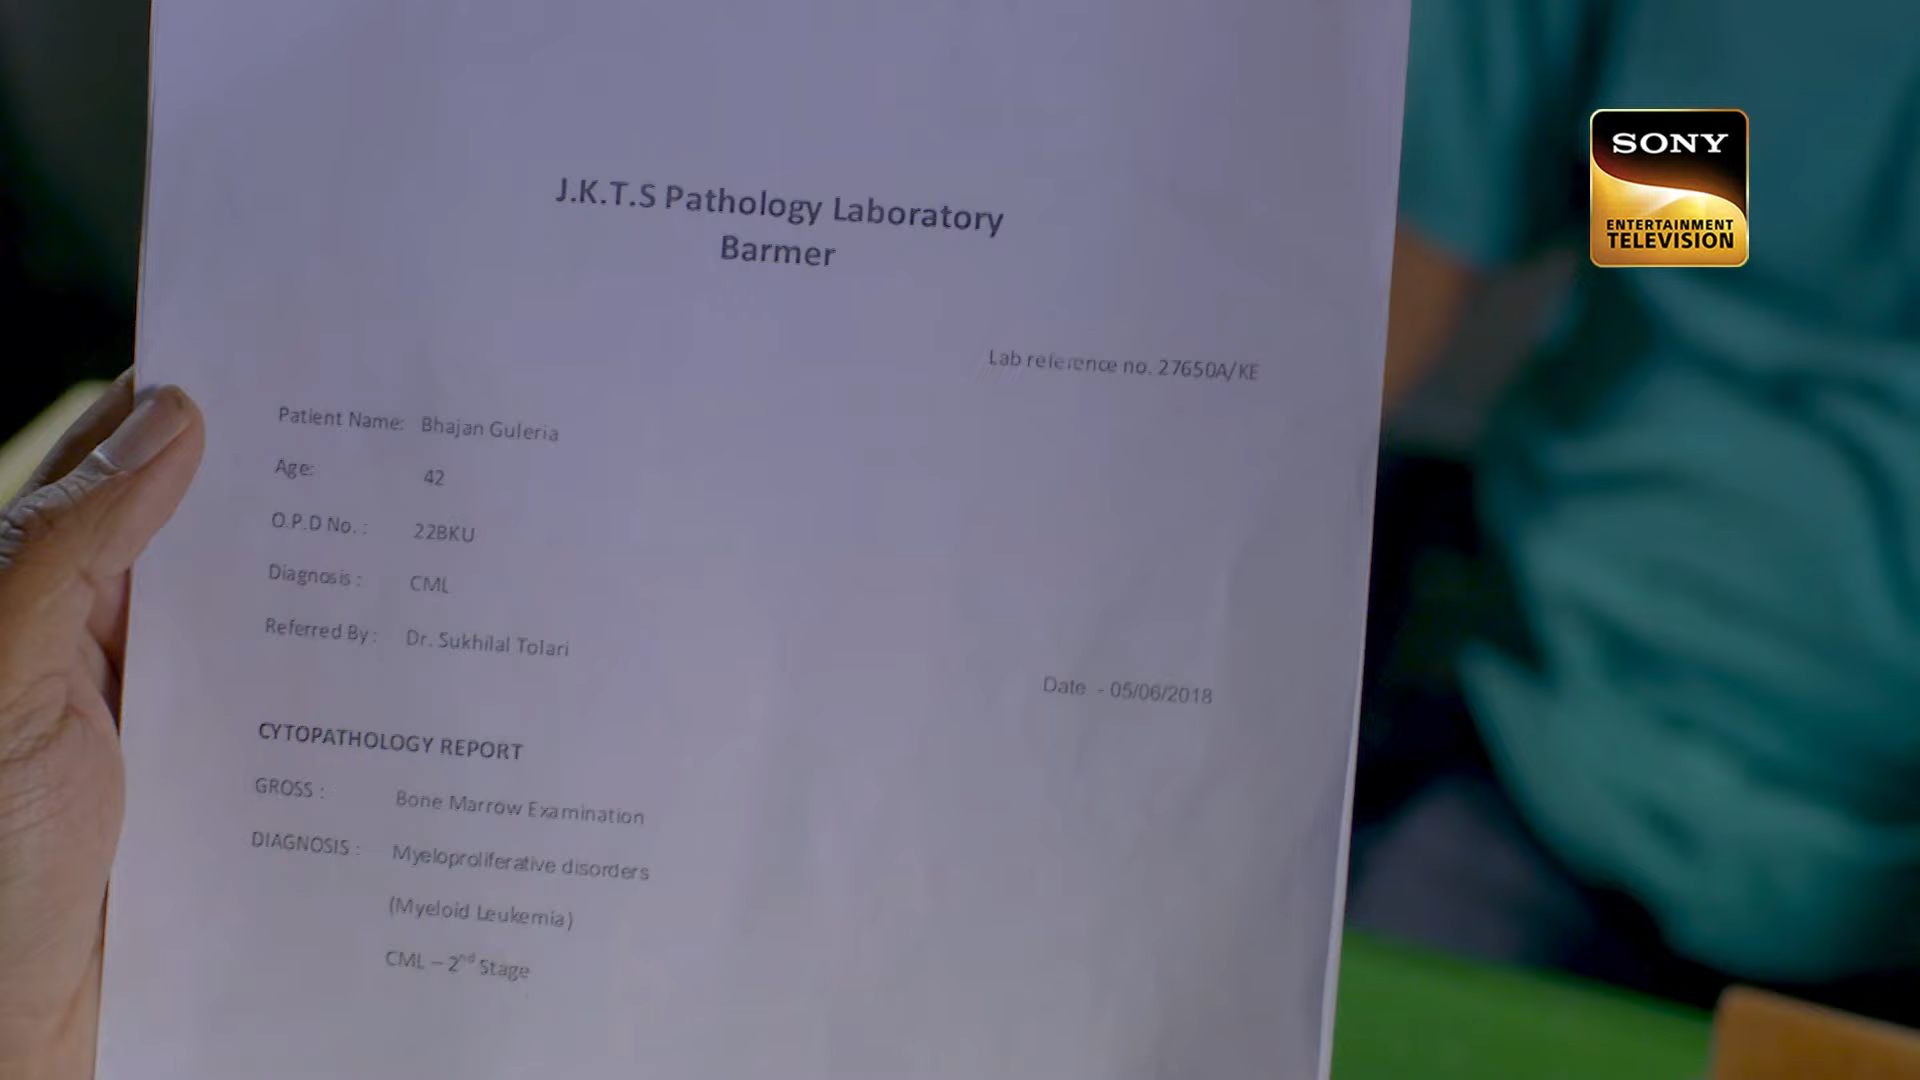 J.K.T.S Pathology Laboratory
Barmer
Lab reference no. 27650A/KE
Patient Name: Bhajan Guleria
Age: 42
O.P.D No. : 22BKU
Diagnosis : CML
Referred By : Dr. Sukhilal Tolari
Date - 05/06/2018
CYTOPATHOLOGY REPORT
GROSS : Bone Marrow Examination
DIAGNOSIS : Myeloproliferative disorders
(Myeloid Leukemia)
CML – 2nd Stage
SONY
ENTERTAINMENT
TELEVISION